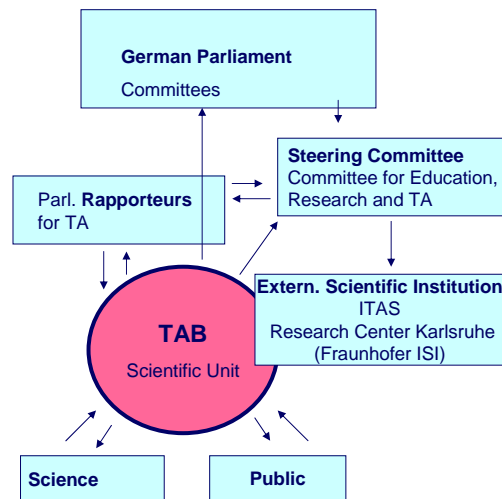 German Parliament
Committees
Steering Committee
Committee for Education,
Research and TA
Parl. Rapporteurs
for TA
Extern. Scientific Institution
ITAS
Research Center Karlsruhe
(Fraunhofer ISI)
TAB
Scientific Unit
Science
Public